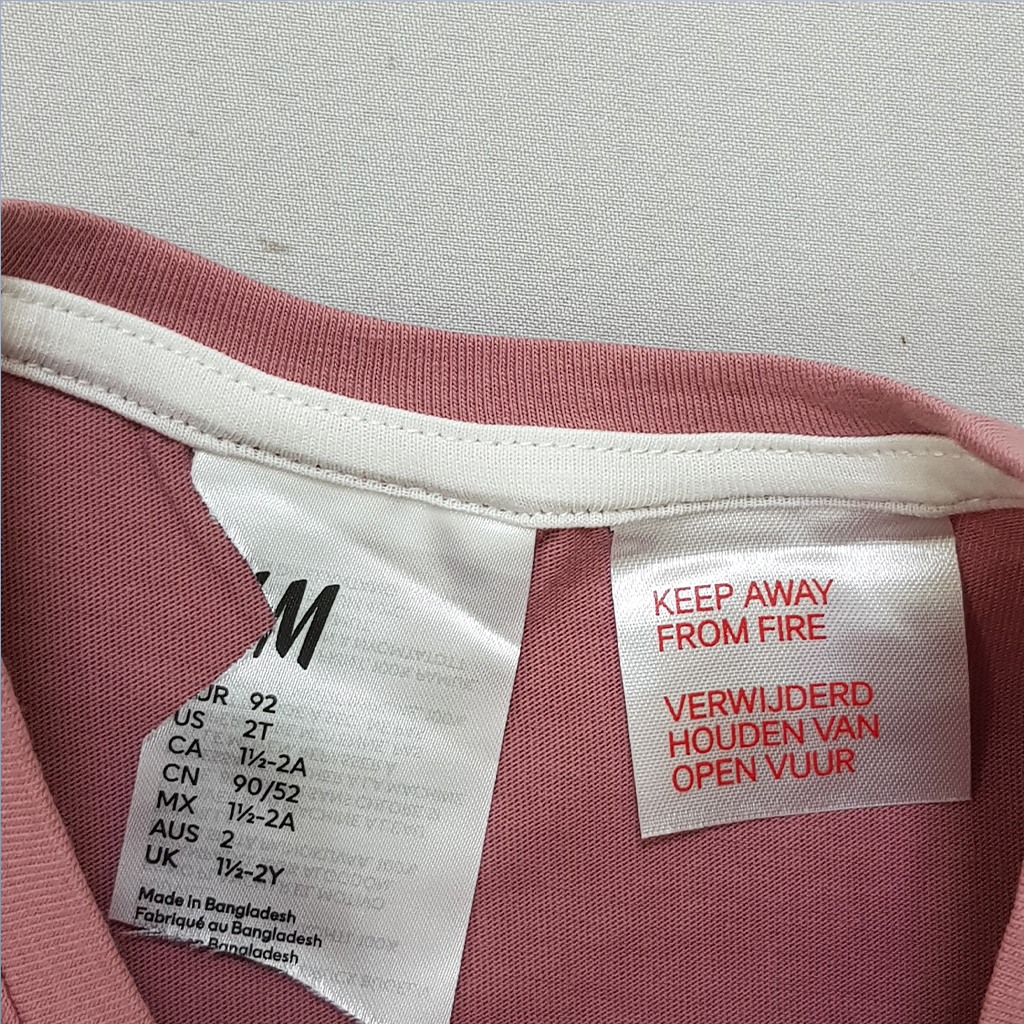 M
UR 92
US 2T
CA 1½-2A
CN 90/52
MX 1½-2A
AUS 2
UK 1½-2Y
Made in Bangladesh
Fabriqué au Bangladesh
en Bangladesh
KEEP AWAY
FROM FIRE
VERWIJDERD
HOUDEN VAN
OPEN VUUR